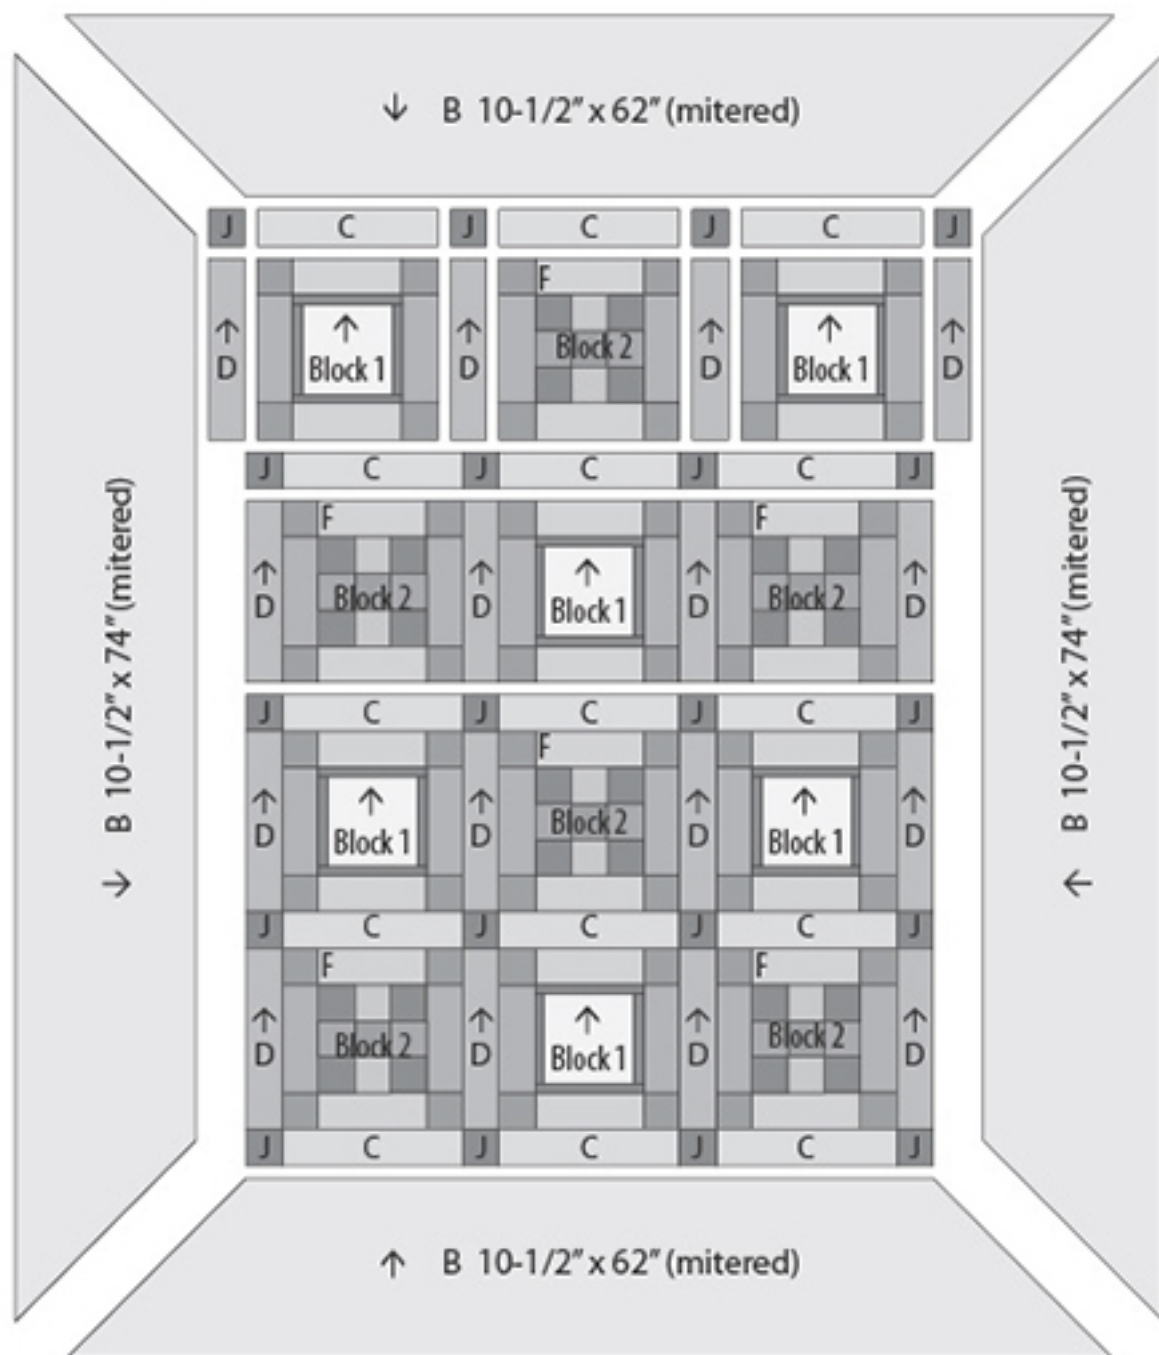 ↓ B 10-1/2" x 62" (mitered)
J C J C J C J
F
↑ ↑ ↑ ↑ ↑ ↑
D Block 1 D Block 2 D Block 1 D
J C J C J C J
F F
↑ ↑ ↑ ↑ ↑
D Block 2 D Block 1 D Block 2 D
↓ B 10-1/2" x 74" (mitered)
↑ B 10-1/2" x 74" (mitered)
J C J C J C J
F
↑ ↑ ↑ ↑ ↑ ↑
D Block 1 D Block 2 D Block 1 D
J C J C J C J
F F
↑ ↑ ↑ ↑ ↑
D Block 2 D Block 1 D Block 2 D
J C J C J C J
↑ B 10-1/2" x 62" (mitered)